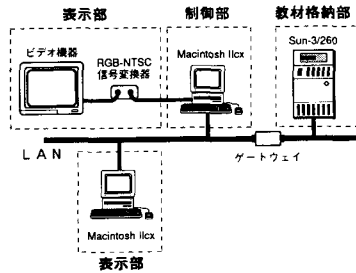 表示部
制御部
教材格納部
ビデオ機器
RGB-NTSC
信号変換器
Macintosh IIcx
Sun-3/260
LAN
ゲートウェイ
Macintosh IIcx
表示部